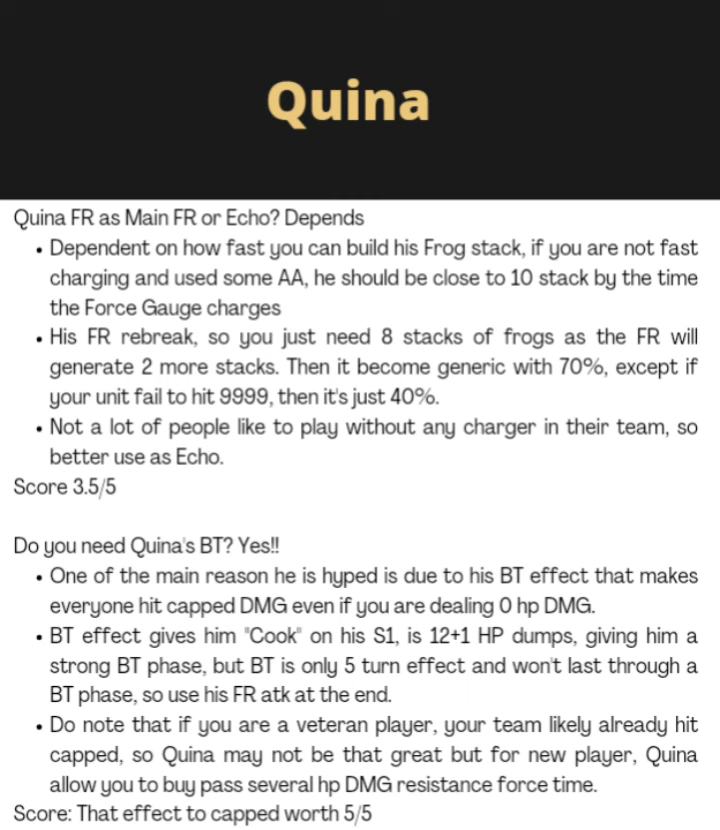 Quina
Quina FR as Main FR or Echo? Depends
• Dependent on how fast you can build his Frog stack, if you are not fast
charging and used some AA, he should be close to 10 stack by the time
the Force Gauge charges
• His FR rebreak, so you just need 8 stacks of frogs as the FR will
generate 2 more stacks. Then it become generic with 70%, except if
your unit fail to hit 9999, then it's just 40%.
• Not a lot of people like to play without any charger in their team, so
better use as Echo.
Score 3.5/5
Do you need Quina's BT? Yes!!
• One of the main reason he is hyped is due to his BT effect that makes
everyone hit capped DMG even if you are dealing 0 hp DMG.
• BT effect gives him "Cook" on his S1, is 12+1 HP dumps, giving him a
strong BT phase, but BT is only 5 turn effect and won't last through a
BT phase, so use his FR atk at the end.
• Do note that if you are a veteran player, your team likely already hit
capped, so Quina may not be that great but for new player, Quina
allow you to buy pass several hp DMG resistance force time.
Score: That effect to capped worth 5/5